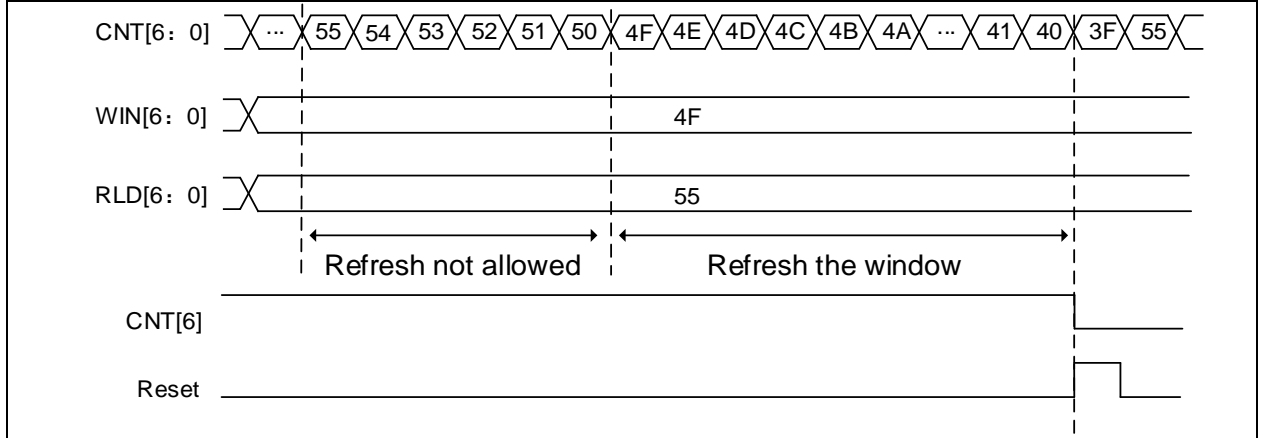 CNT[6：0] ... 55 54 53 52 51 50 4F 4E 4D 4C 4B 4A ... 41 40 3F 55
WIN[6：0] 4F
RLD[6：0] 55
Refresh not allowed Refresh the window
CNT[6]
Reset